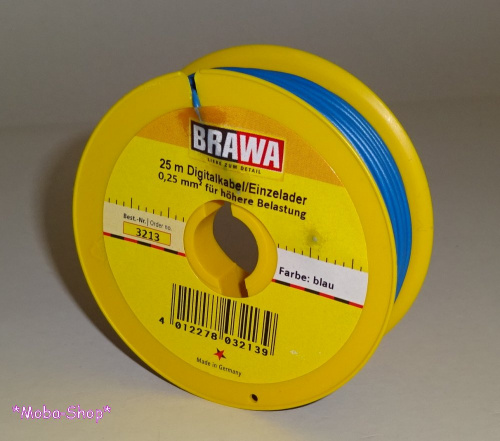 BRAWA
LIEBE ZUM DETAIL
25 m Digitalkabel/Einzelader
0,25 mm² für höhere Belastung
Best.-Nr. | Order no.
3213
Farbe: blau
4 012278 032139
Made in Germany
*Moba-Shop*